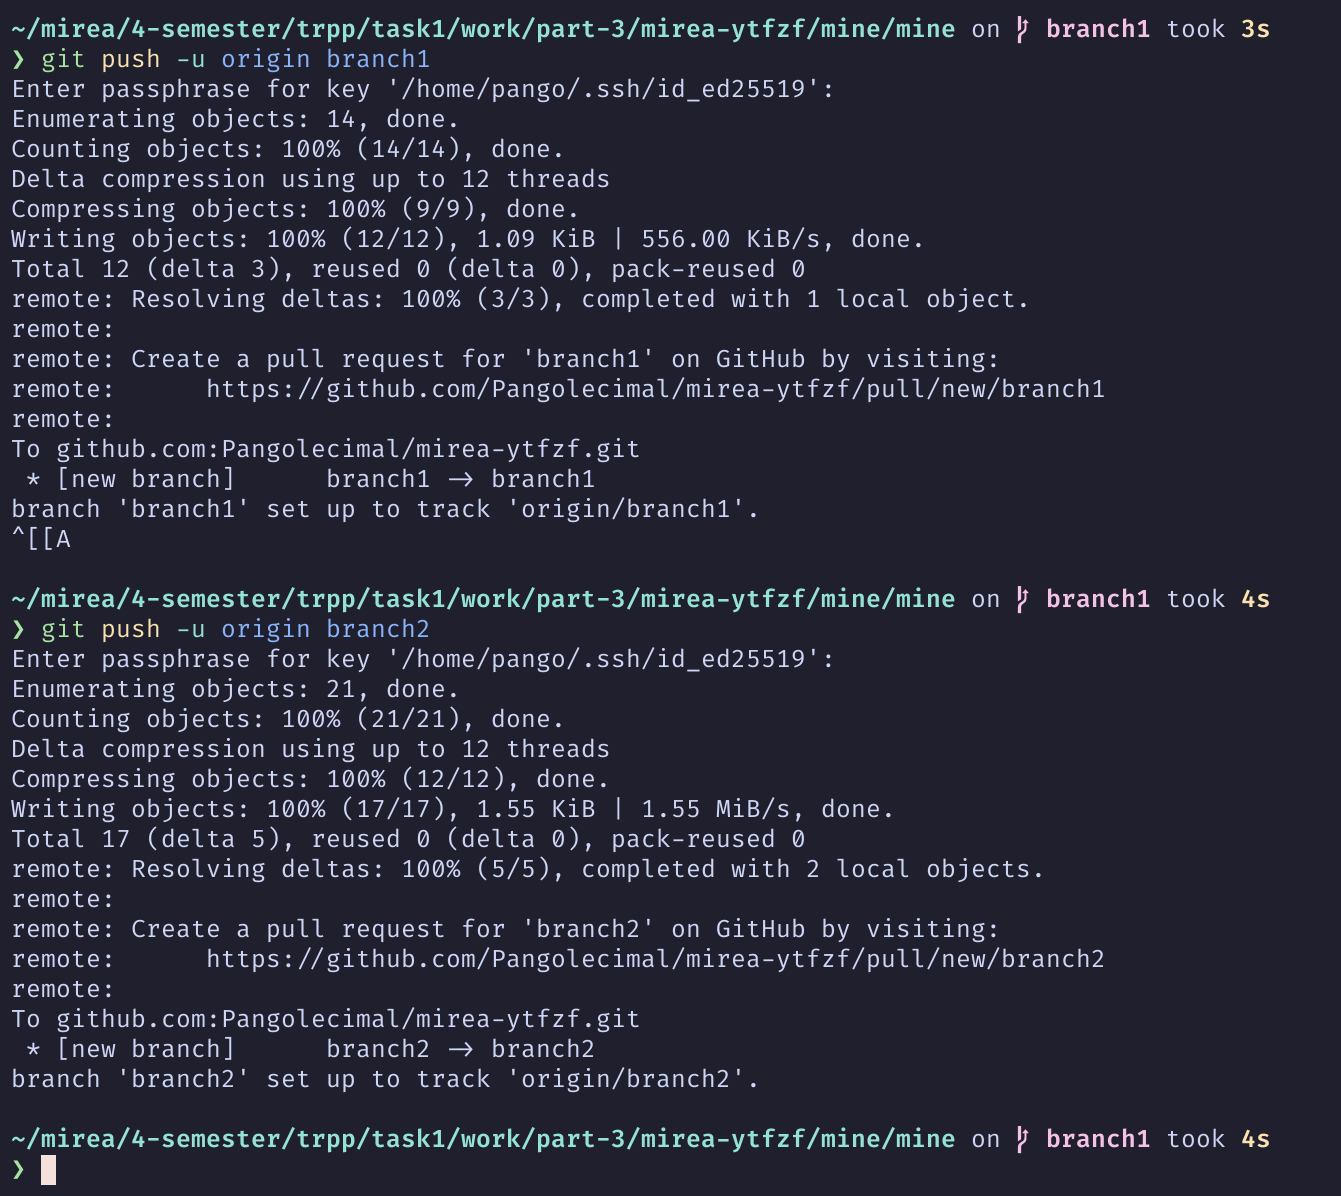 ~/mirea/4-semester/trpp/task1/work/part-3/mirea-ytfzf/mine/mine on branch1 took 3s
❯ git push -u origin branch1
Enter passphrase for key '/home/pango/.ssh/id_ed25519':
Enumerating objects: 14, done.
Counting objects: 100% (14/14), done.
Delta compression using up to 12 threads
Compressing objects: 100% (9/9), done.
Writing objects: 100% (12/12), 1.09 KiB | 556.00 KiB/s, done.
Total 12 (delta 3), reused 0 (delta 0), pack-reused 0
remote: Resolving deltas: 100% (3/3), completed with 1 local object.
remote:
remote: Create a pull request for 'branch1' on GitHub by visiting:
remote:      https://github.com/Pangolecimal/mirea-ytfzf/pull/new/branch1
remote:
To github.com:Pangolecimal/mirea-ytfzf.git
 * [new branch]      branch1 -> branch1
branch 'branch1' set up to track 'origin/branch1'.
^[[A
~/mirea/4-semester/trpp/task1/work/part-3/mirea-ytfzf/mine/mine on branch1 took 4s
❯ git push -u origin branch2
Enter passphrase for key '/home/pango/.ssh/id_ed25519':
Enumerating objects: 21, done.
Counting objects: 100% (21/21), done.
Delta compression using up to 12 threads
Compressing objects: 100% (12/12), done.
Writing objects: 100% (17/17), 1.55 KiB | 1.55 MiB/s, done.
Total 17 (delta 5), reused 0 (delta 0), pack-reused 0
remote: Resolving deltas: 100% (5/5), completed with 2 local objects.
remote:
remote: Create a pull request for 'branch2' on GitHub by visiting:
remote:      https://github.com/Pangolecimal/mirea-ytfzf/pull/new/branch2
remote:
To github.com:Pangolecimal/mirea-ytfzf.git
 * [new branch]      branch2 -> branch2
branch 'branch2' set up to track 'origin/branch2'.
~/mirea/4-semester/trpp/task1/work/part-3/mirea-ytfzf/mine/mine on branch1 took 4s
❯